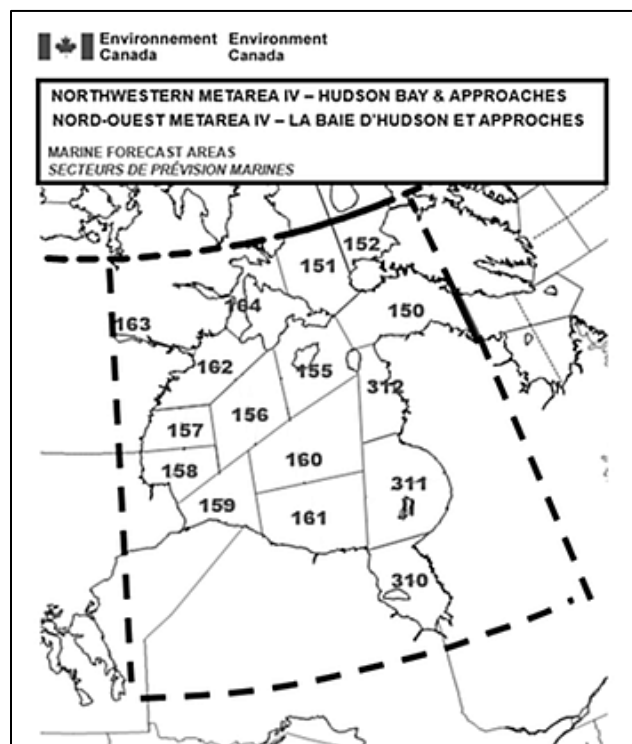 Environnement Environment
Canada Canada
NORTHWESTERN METAREA IV – HUDSON BAY & APPROACHES
NORD-OUEST METAREA IV – LA BAIE D'HUDSON ET APPROCHES
MARINE FORECAST AREAS
SECTEURS DE PRÉVISION MARINES
152
151
164
150
163
162
155
312
156
157
160
158
311
159
161
310